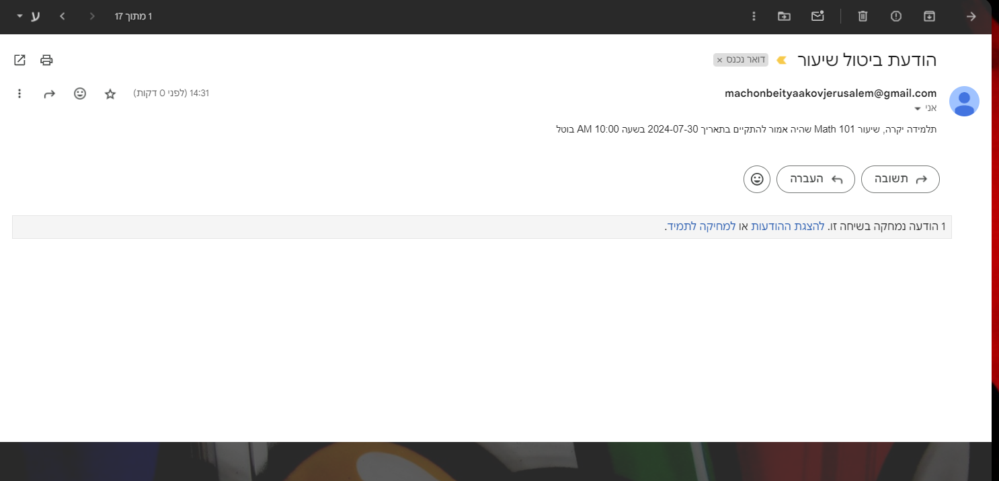 1 מתוך 17
ע
הודעת ביטול שיעור
דואר נכנס ×
machonbeityaakovjerusalem@gmail.com
14:31 (לפני 0 דקות)
אני
תלמידה יקרה, שיעור Math 101 שהיה אמור להתקיים בתאריך 2024-07-30 בשעה 10:00 AM בוטל
תשובה
העברה
1 הודעה נמחקה בשיחה זו. להצגת ההודעות או למחיקה לתמיד.